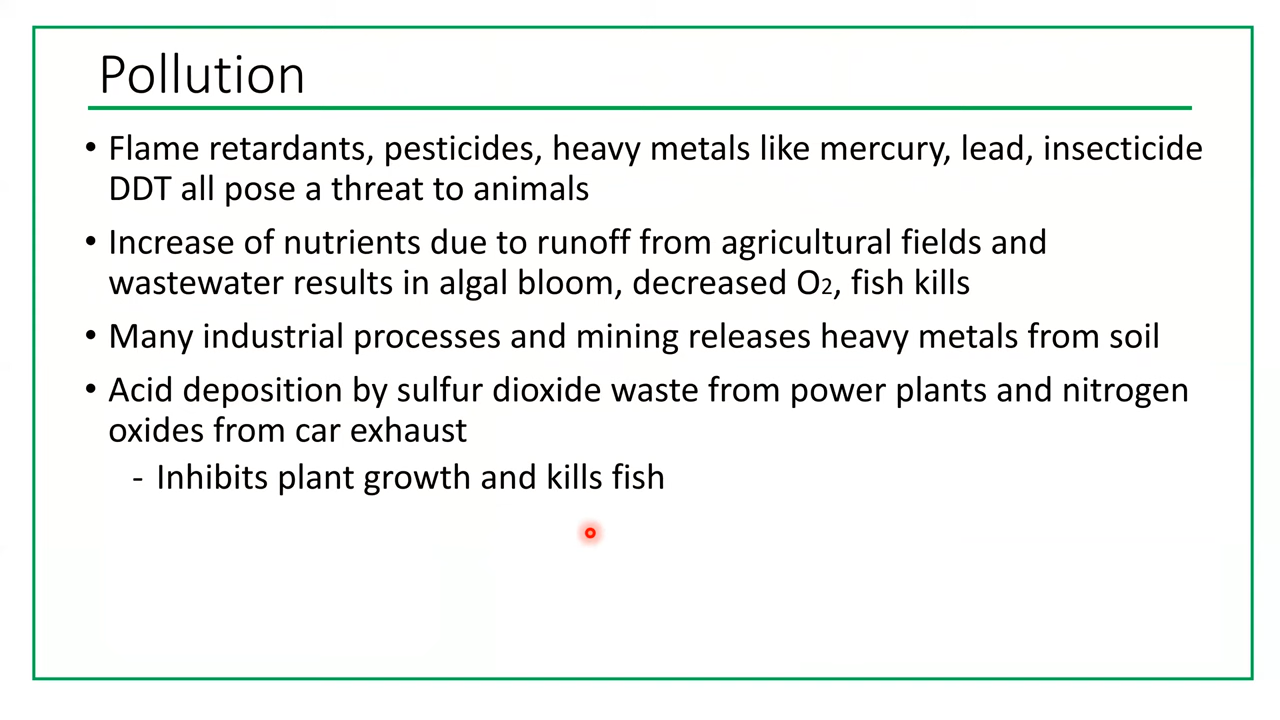 Pollution
• Flame retardants, pesticides, heavy metals like mercury, lead, insecticide
DDT all pose a threat to animals
• Increase of nutrients due to runoff from agricultural fields and
wastewater results in algal bloom, decreased O2, fish kills
• Many industrial processes and mining releases heavy metals from soil
• Acid deposition by sulfur dioxide waste from power plants and nitrogen
oxides from car exhaust
- Inhibits plant growth and kills fish